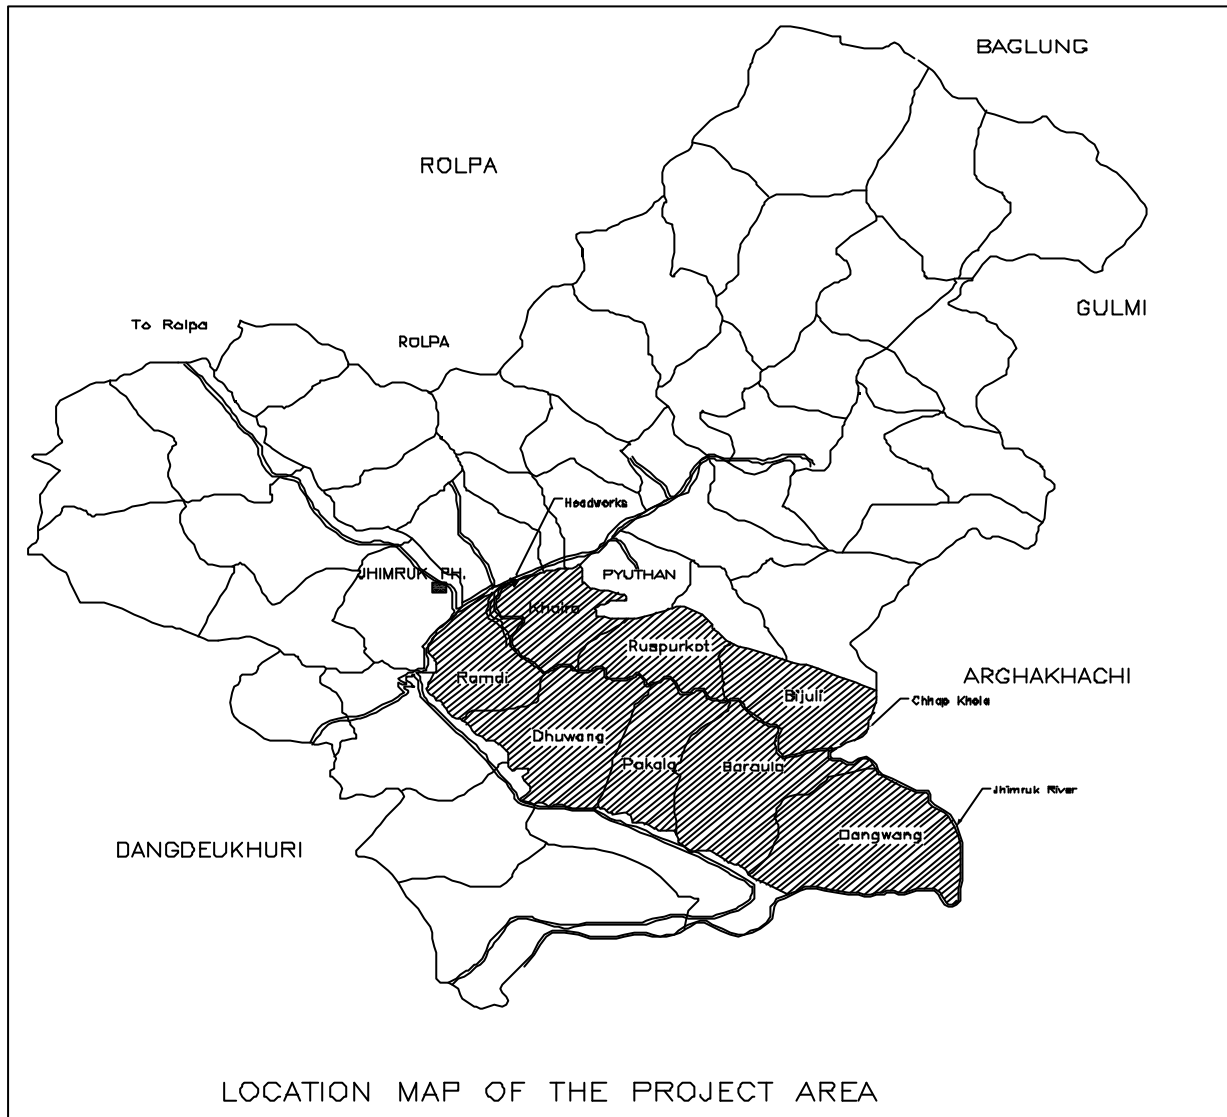 BAGLUNG
ROLPA
GULMI
To Rolpa
ROLPA
Headworks
JHIMRUK PH.
PYUTHAN
Khaira
Ruspurkot
Ramdi
ARGHAKHACHI
Bijuli
Chhap Khola
Dhuwang
Pakala
Baraula
Jhimruk River
Dangwang
DANGDEUKHURI
LOCATION MAP OF THE PROJECT AREA